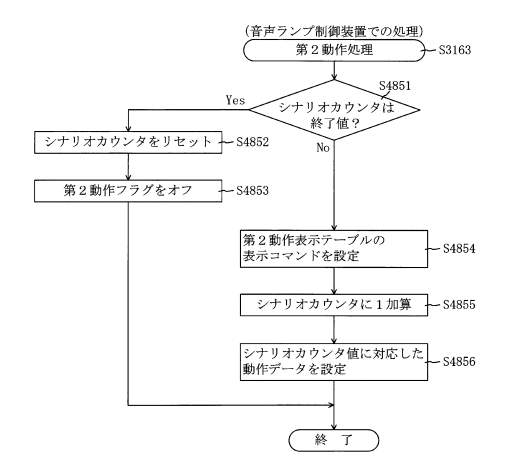 (音声ランプ制御装置での処理)
第2動作処理
S3163
S4851
シナリオカウンタは
終了値?
Yes
No
シナリオカウンタをリセット
S4852
第2動作フラグをオフ
S4853
第2動作表示テーブルの
表示コマンドを設定
S4854
シナリオカウンタに1加算
S4855
シナリオカウンタ値に対応した
動作データを設定
S4856
終 了